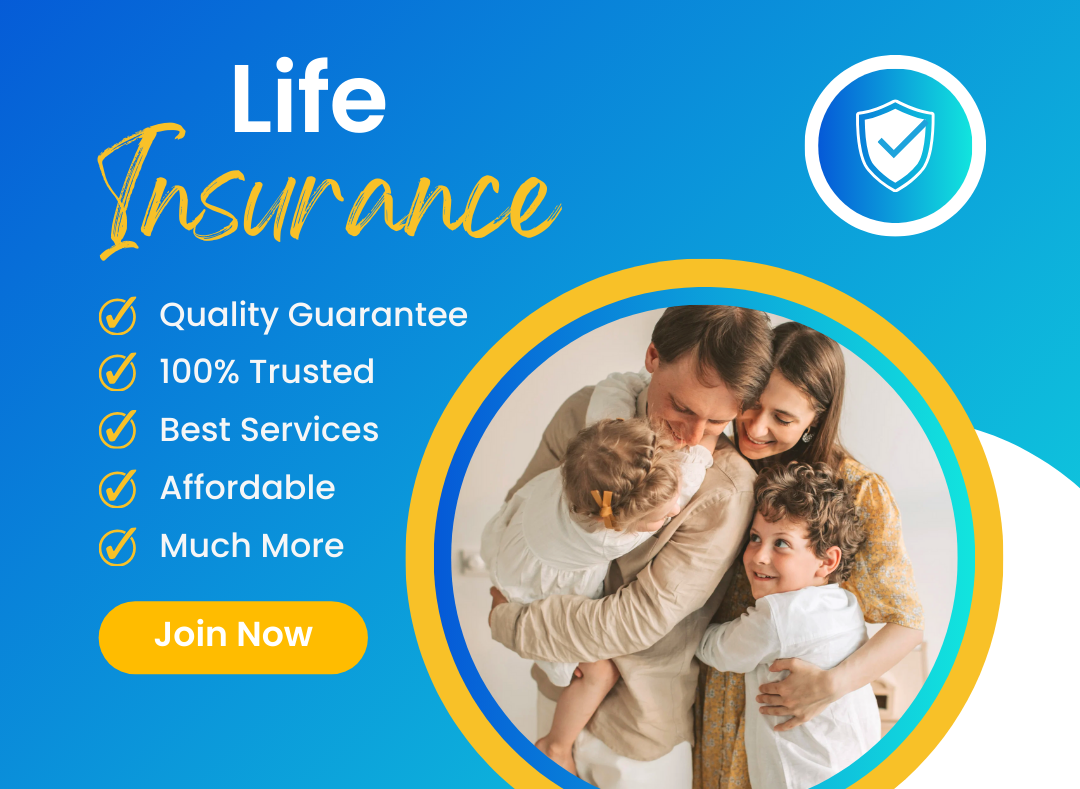 Life
Insurance
Quality Guarantee
100% Trusted
Best Services
Affordable
Much More
Join Now